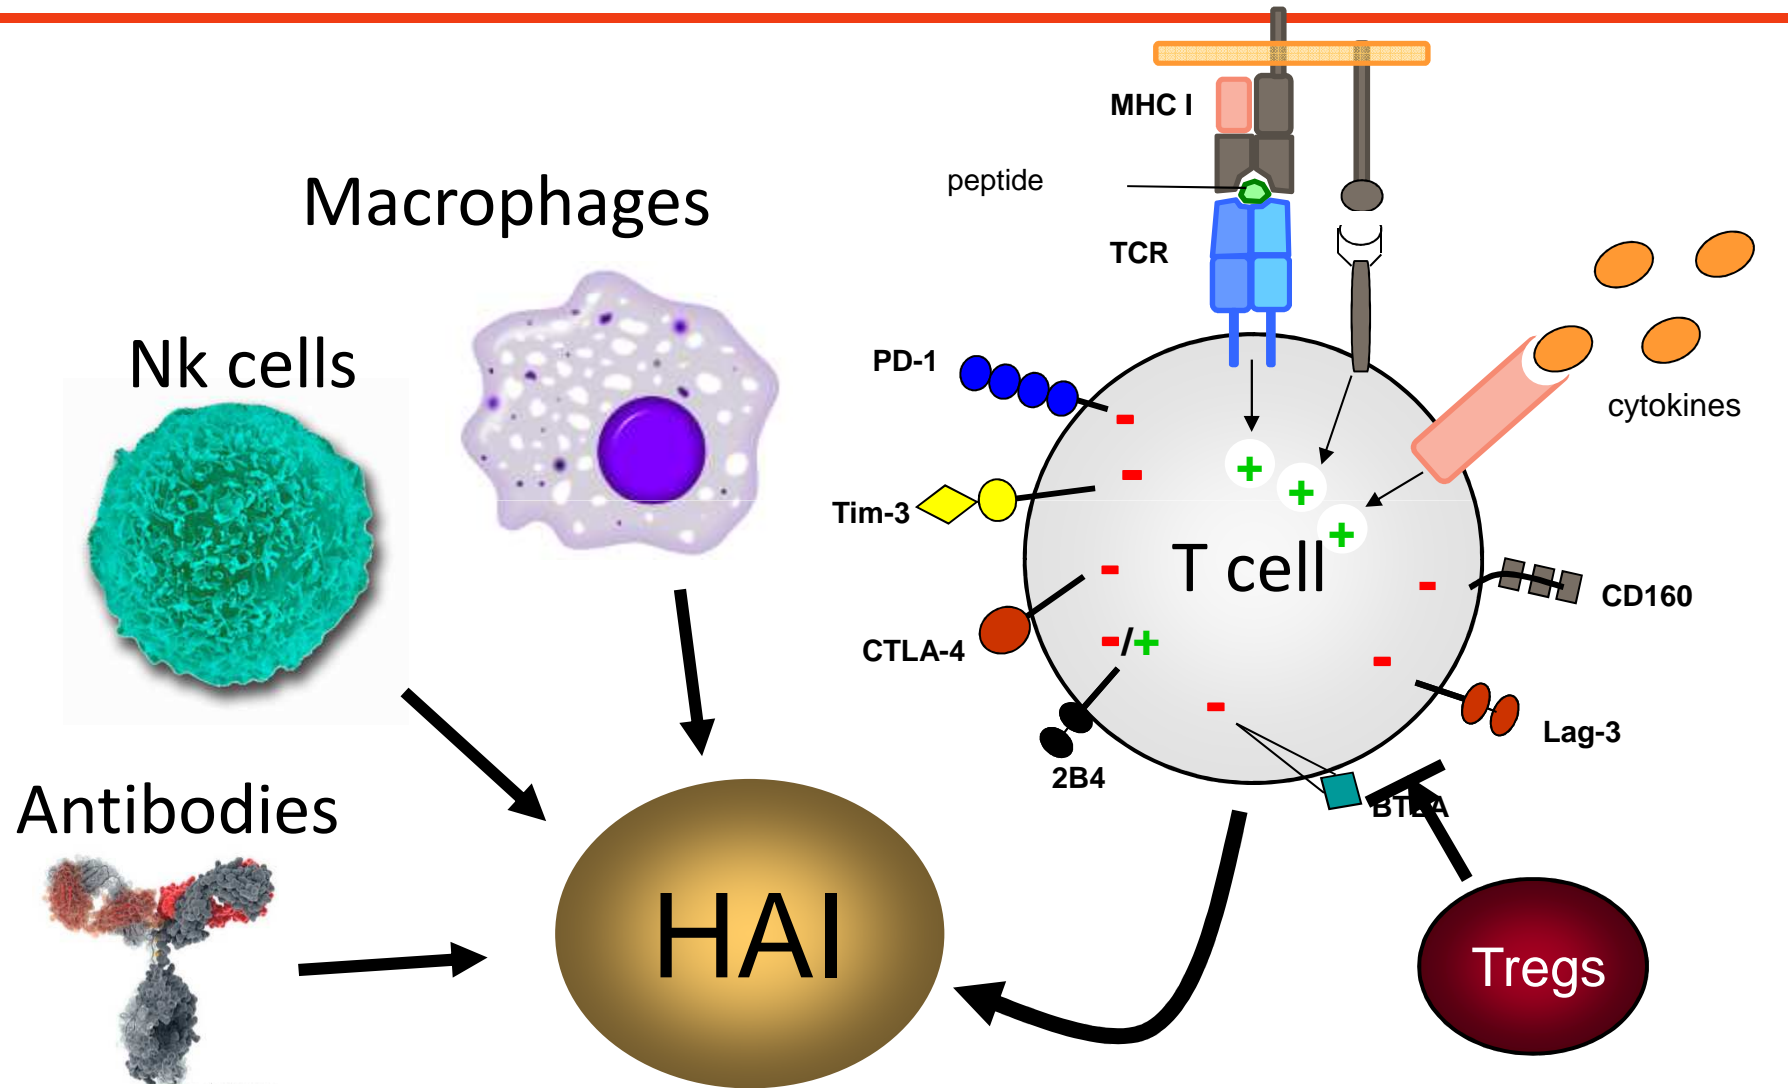 MHC I
peptide
Macrophages
TCR
Nk cells
PD-1
cytokines
+
+
Tim-3
+
T cell
CD160
CTLA-4
-/+
Lag-3
2B4
Antibodies
BTLA
HAI
Tregs